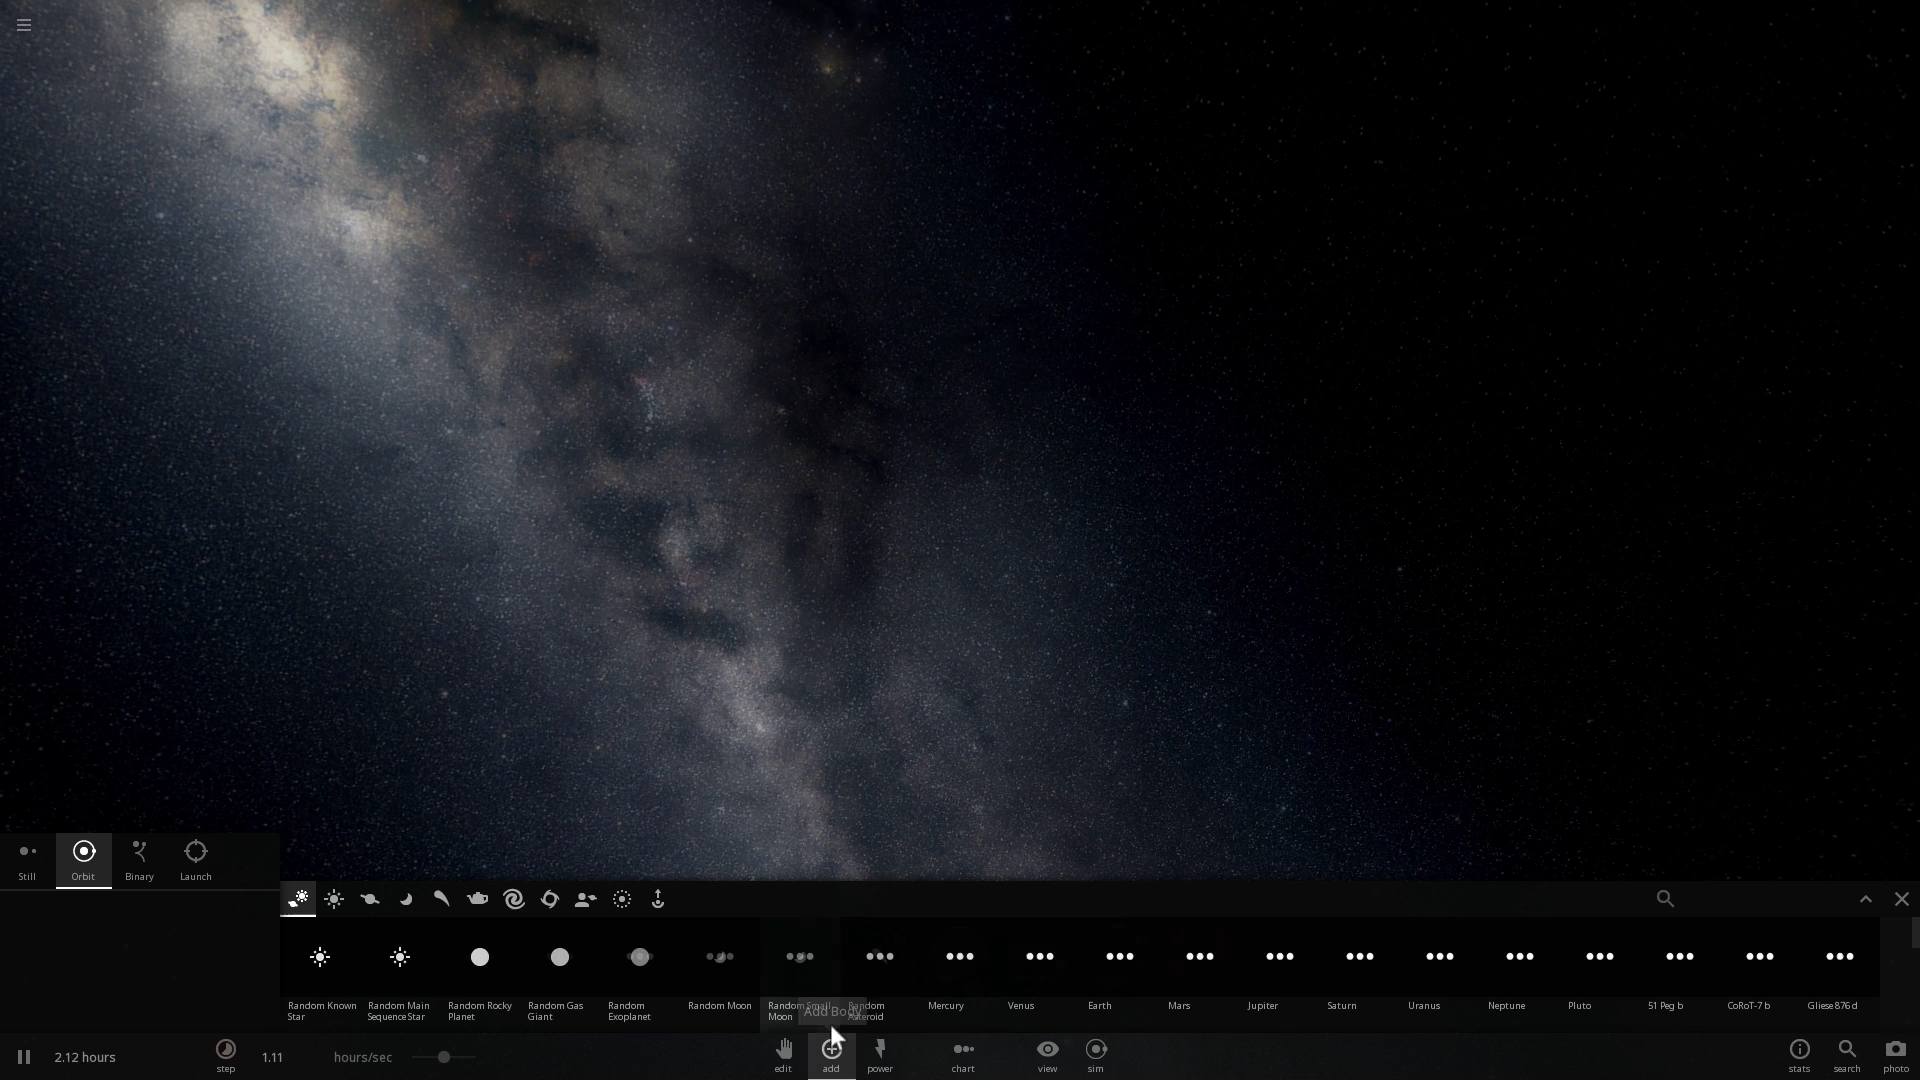 Still
Orbit
Binary
Launch
Random Known
Star
Random Main
Sequence Star
Random Rocky
Planet
Random Gas
Giant
Random
Exoplanet
Random Moon
Random Small
Moon
Random
Asteroid
Mercury
Venus
Earth
Mars
Jupiter
Saturn
Uranus
Neptune
Pluto
51 Peg b
CoRoT-7 b
Gliese 876 d
Add Body
2.12 hours
step
1.11
hours/sec
edit
add
power
chart
view
sim
stats
search
photo